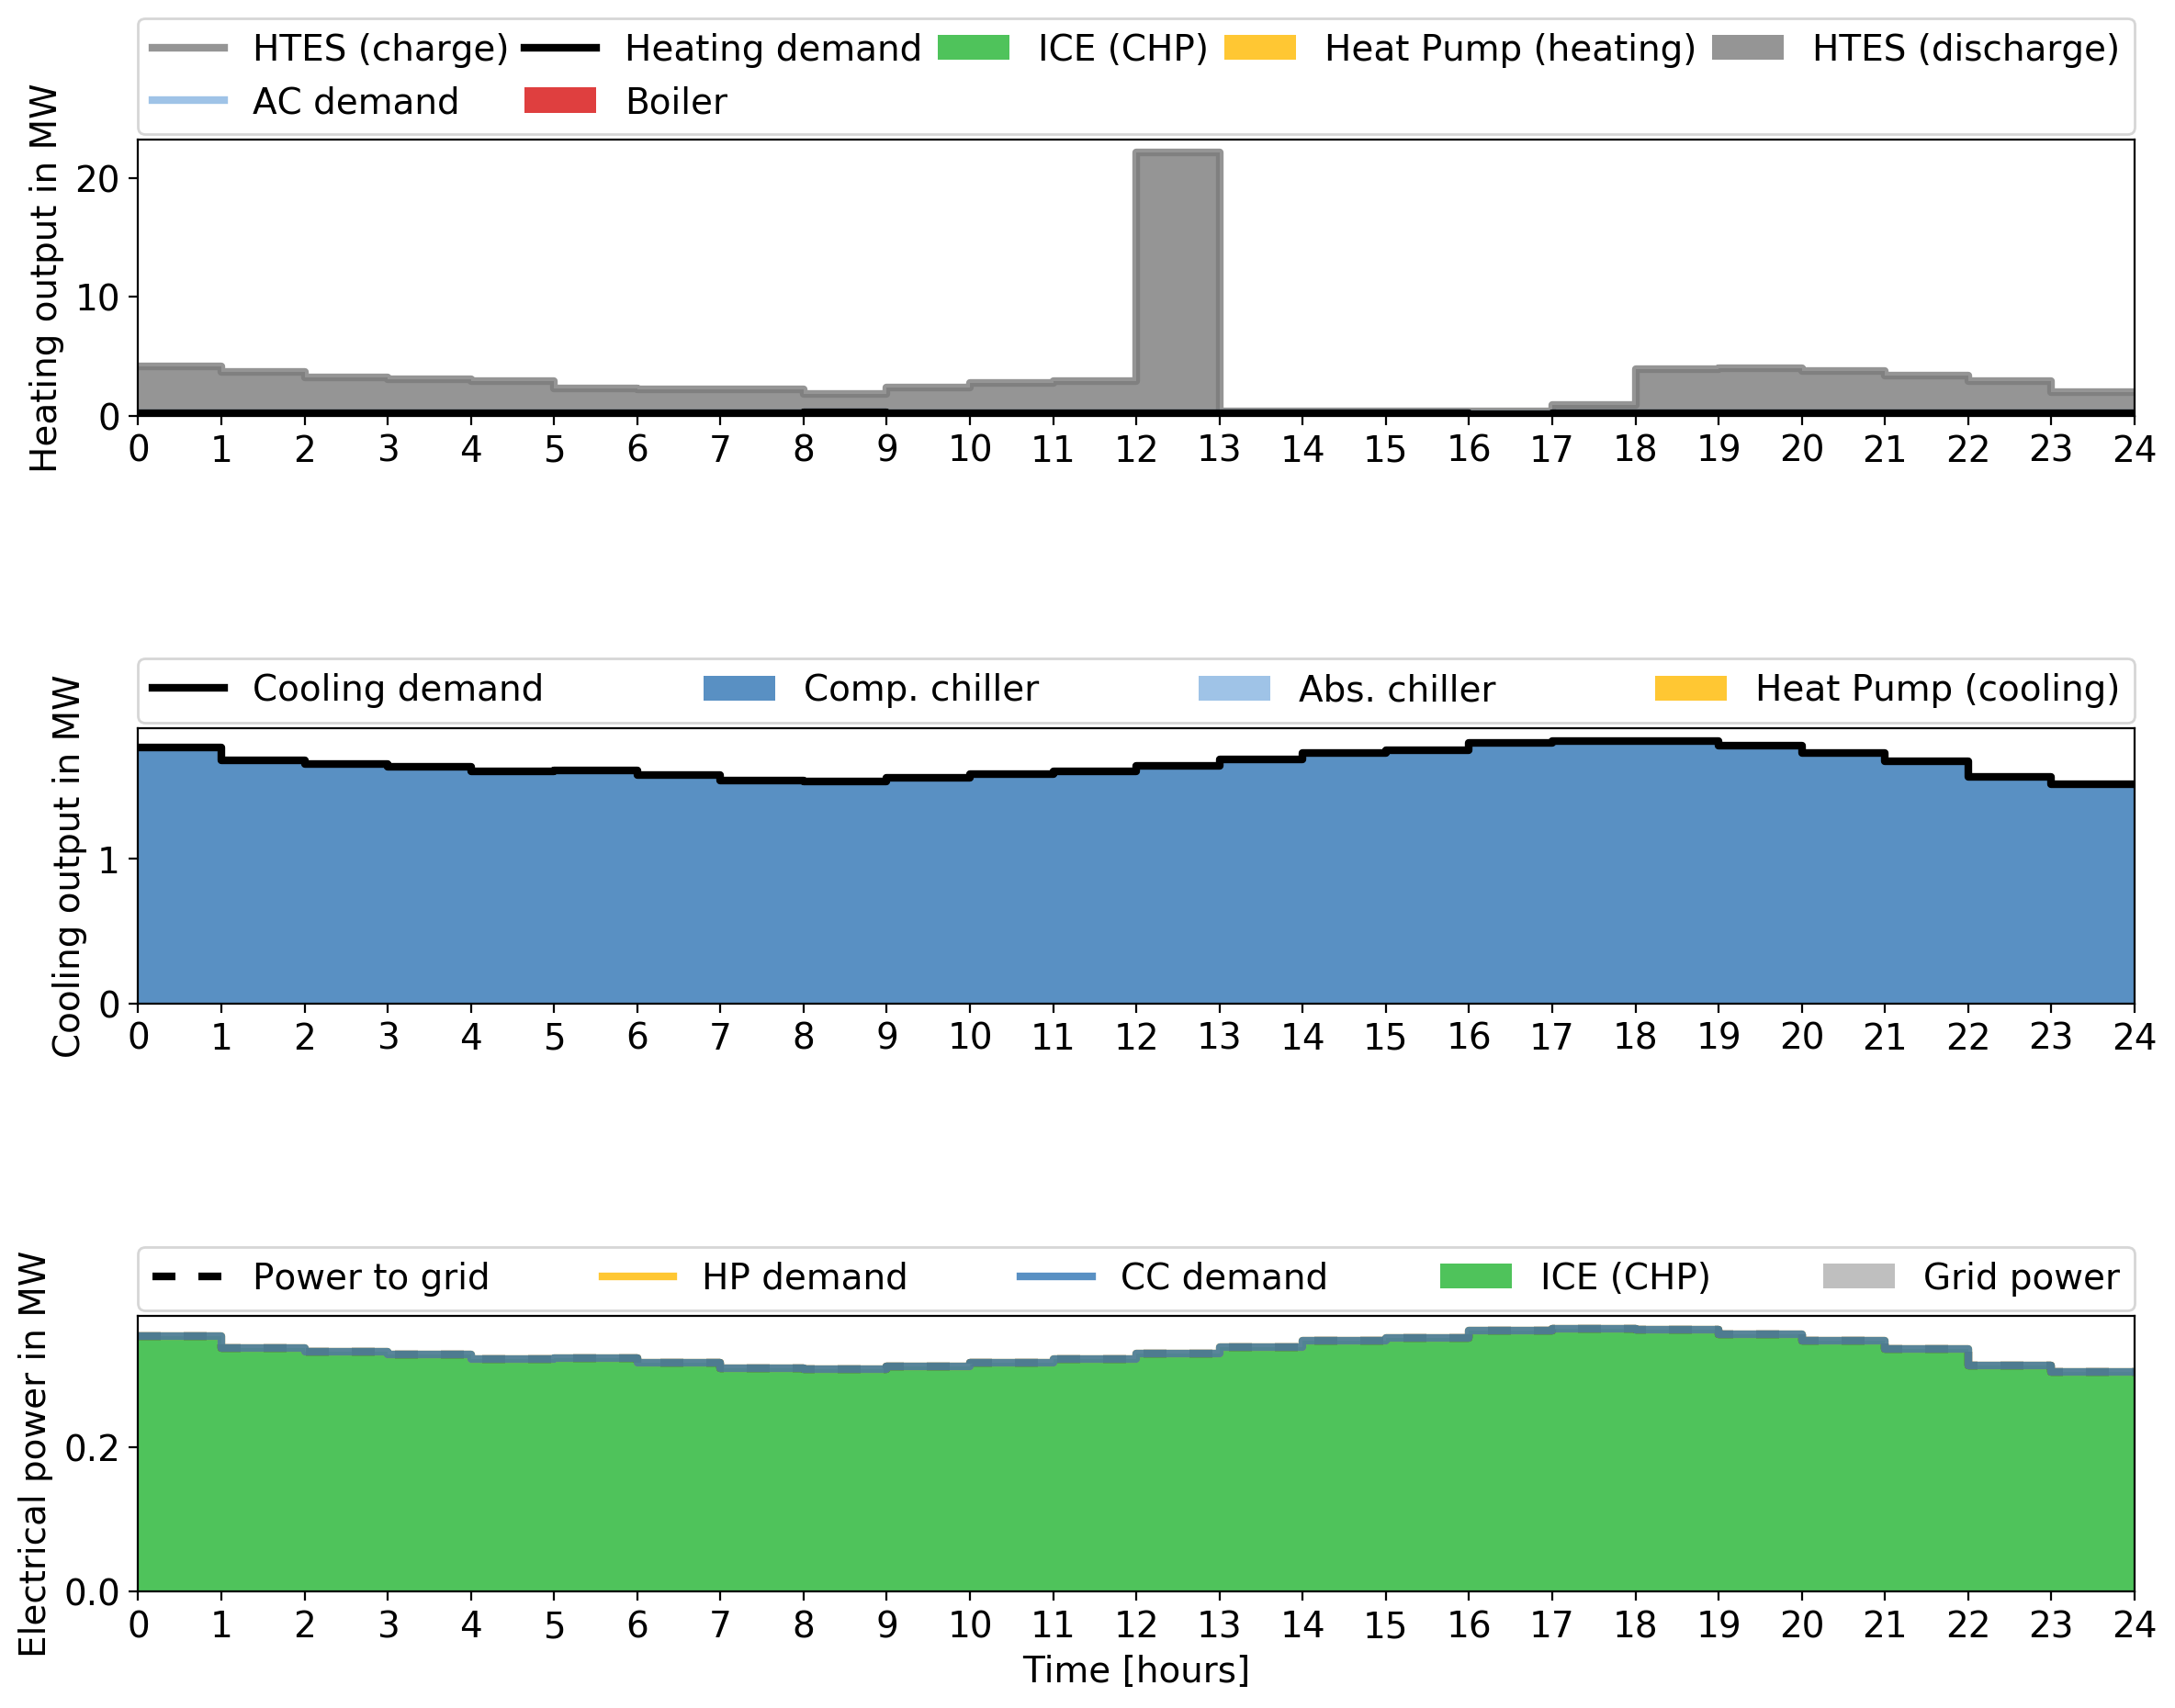 HTES (charge) Heating demand ICE (CHP) Heat Pump (heating) HTES (discharge)
AC demand Boiler
Heating output in MW
20
10
0
0 1 2 3 4 5 6 7 8 9 10 11 12 13 14 15 16 17 18 19 20 21 22 23 24
Cooling demand Comp. chiller Abs. chiller Heat Pump (cooling)
Cooling output in MW
1
0
0 1 2 3 4 5 6 7 8 9 10 11 12 13 14 15 16 17 18 19 20 21 22 23 24
Power to grid HP demand CC demand ICE (CHP) Grid power
Electrical power in MW
0.2
0.0
0 1 2 3 4 5 6 7 8 9 10 11 12 13 14 15 16 17 18 19 20 21 22 23 24
Time [hours]